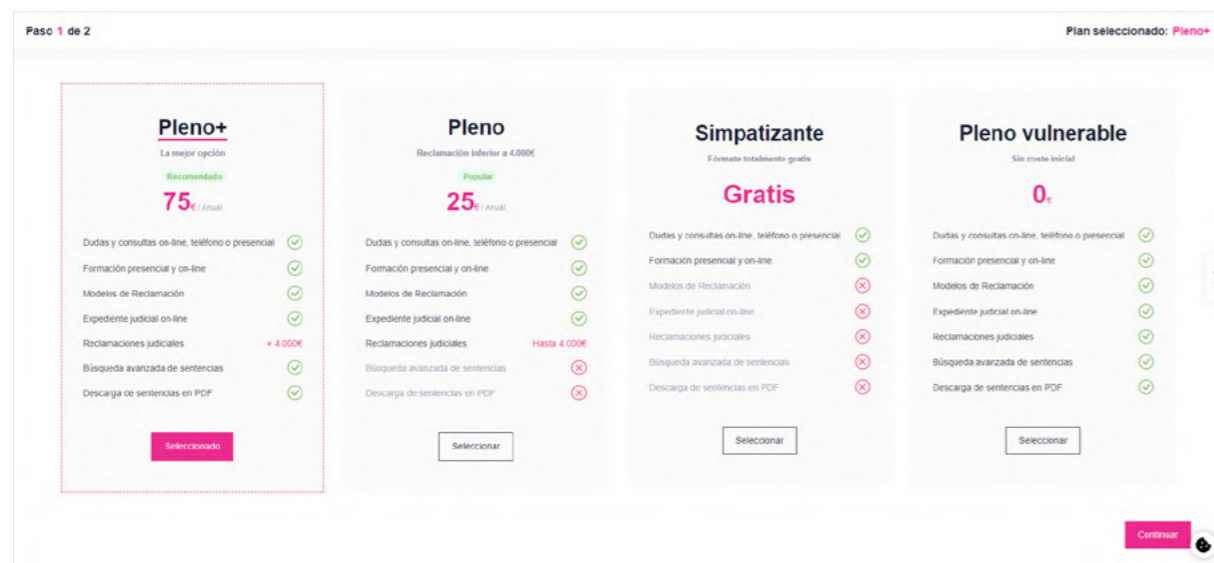 Paso 1 de 2
Plan seleccionado: Pleno+
Pleno+
La mejor opción
Recomendado
75€ / Anual
Dudas y consultas on-line, teléfono o presencial
Formación presencial y on-line
Modelos de Reclamación
Expediente judicial on-line
Reclamaciones judiciales + 4.000€
Búsqueda avanzada de sentencias
Descarga de sentencias en PDF
Seleccionado
Pleno
Reclamación inferior a 4.000€
Popular
25€ / Anual
Dudas y consultas on-line, teléfono o presencial
Formación presencial y on-line
Modelos de Reclamación
Expediente judicial on-line
Reclamaciones judiciales Hasta 4.000€
Búsqueda avanzada de sentencias
Descarga de sentencias en PDF
Seleccionar
Simpatizante
Fórmate totalmente gratis
Gratis
Dudas y consultas on-line, teléfono o presencial
Formación presencial y on-line
Modelos de Reclamación
Expediente judicial on-line
Reclamaciones judiciales
Búsqueda avanzada de sentencias
Descarga de sentencias en PDF
Seleccionar
Pleno vulnerable
Sin coste inicial
0€
Dudas y consultas on-line, teléfono o presencial
Formación presencial y on-line
Modelos de Reclamación
Expediente judicial on-line
Reclamaciones judiciales
Búsqueda avanzada de sentencias
Descarga de sentencias en PDF
Seleccionar
Continuar